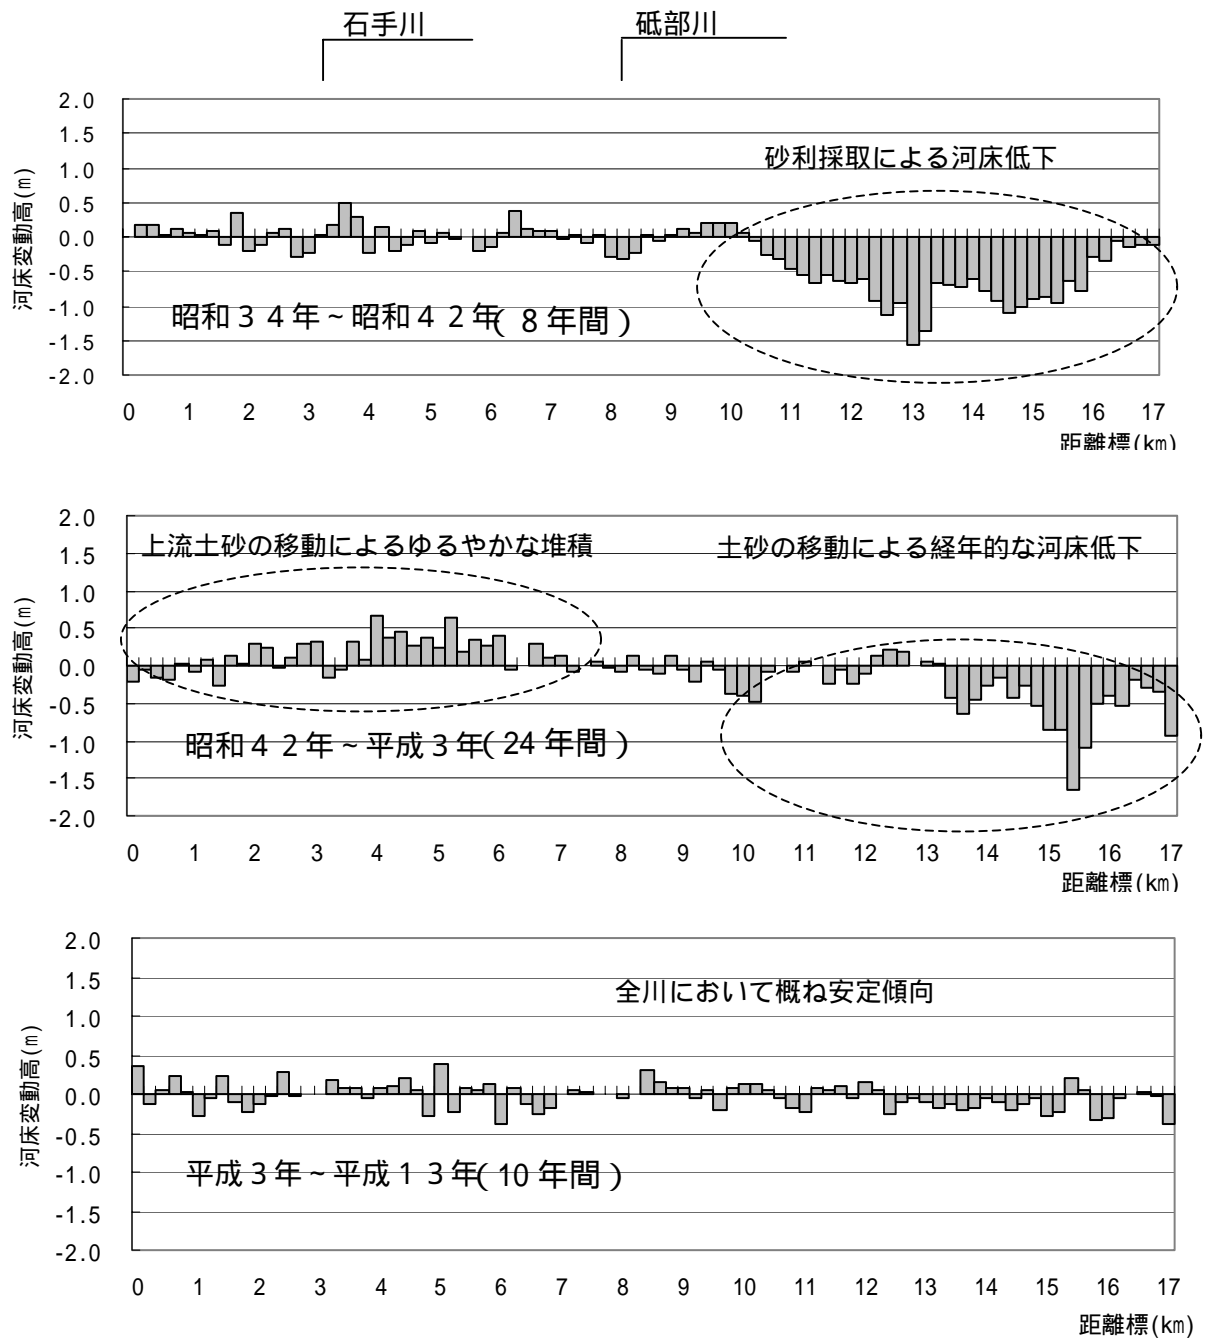 石手川 砥部川
2.0
1.5
1.0
0.5
0.0
-0.5
-1.0
-1.5
-2.0
河床変動高(m)
砂利採取による河床低下
昭和34年~昭和42年(8年間)
0 1 2 3 4 5 6 7 8 9 10 11 12 13 14 15 16 17
距離標(km)
2.0
1.5
1.0
0.5
0.0
-0.5
-1.0
-1.5
-2.0
河床変動高(m)
上流土砂の移動によるゆるやかな堆積 土砂の移動による経年的な河床低下
昭和42年~平成3年(24年間)
0 1 2 3 4 5 6 7 8 9 10 11 12 13 14 15 16 17
距離標(km)
2.0
1.5
1.0
0.5
0.0
-0.5
-1.0
-1.5
-2.0
河床変動高(m)
全川において概ね安定傾向
平成3年~平成13年(10年間)
0 1 2 3 4 5 6 7 8 9 10 11 12 13 14 15 16 17
距離標(km)